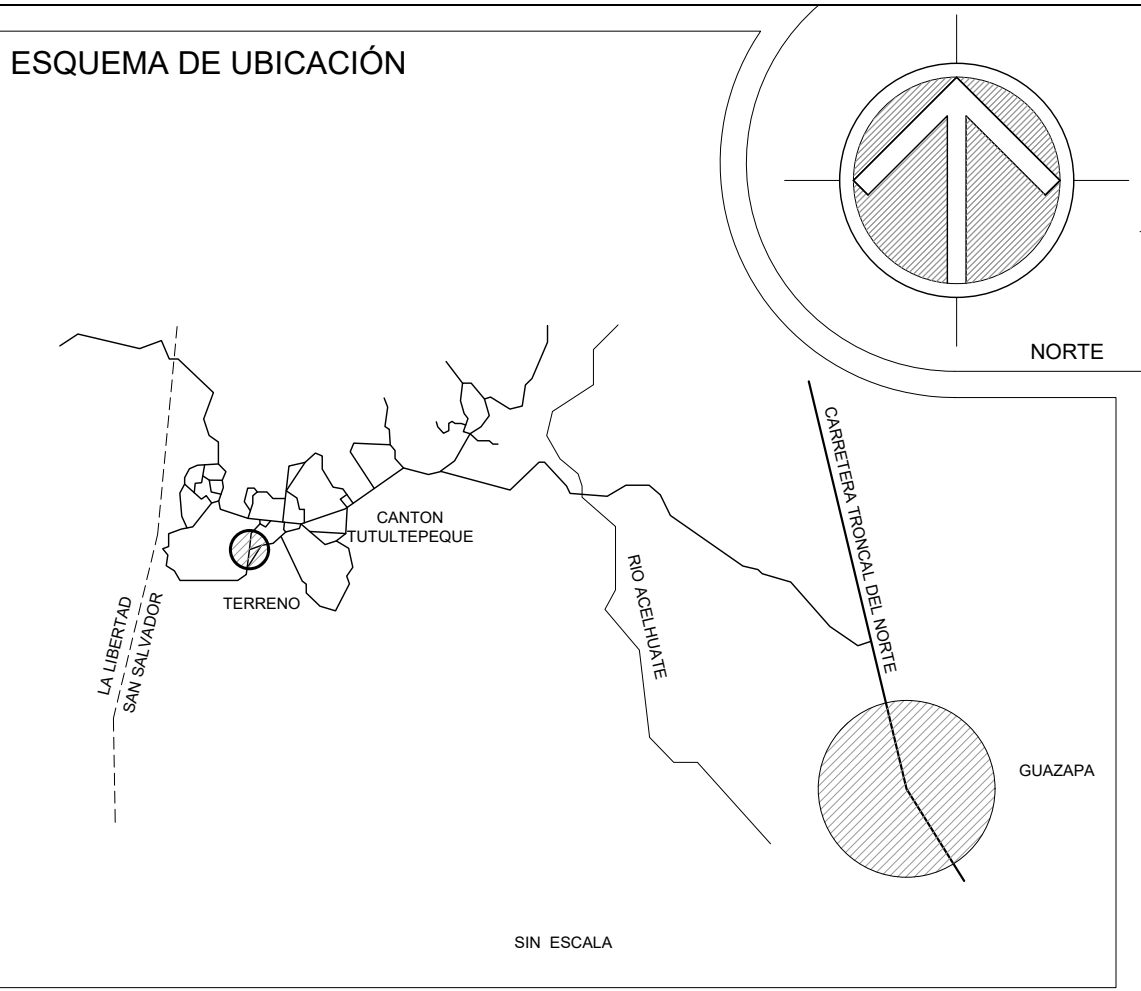 ESQUEMA DE UBICACIÓN
NORTE
CARRETERA TRONCAL DEL NORTE
CANTON
TUTULTEPEQUE
RIO ACELHUATE
TERRENO
LA LIBERTAD
SAN SALVADOR
GUAZAPA
SIN ESCALA